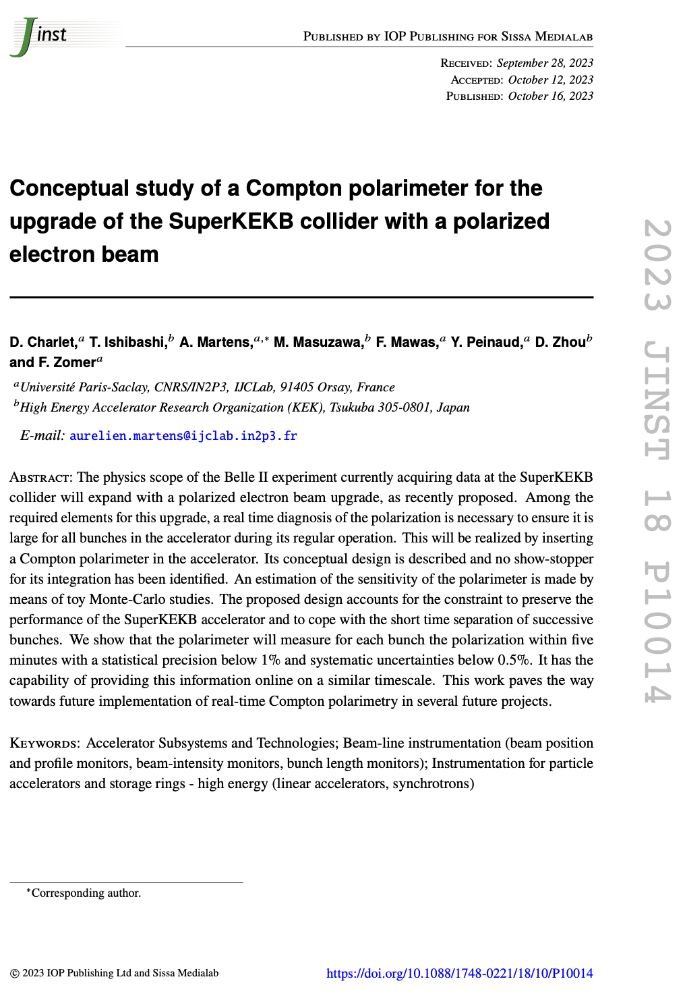 Jinst
Published by IOP Publishing for Sissa Medialab
Received: September 28, 2023
Accepted: October 12, 2023
Published: October 16, 2023
Conceptual study of a Compton polarimeter for the
upgrade of the SuperKEKB collider with a polarized
electron beam
D. Charlet,ᵃ T. Ishibashi,ᵇ A. Martens,ᵃ,* M. Masuzawa,ᵇ F. Mawas,ᵃ Y. Peinaud,ᵃ D. Zhouᵇ
and F. Zomerᵃ
ᵃUniversité Paris-Saclay, CNRS/IN2P3, IJCLab, 91405 Orsay, France
ᵇHigh Energy Accelerator Research Organization (KEK), Tsukuba 305-0801, Japan
E-mail: aurelien.martens@ijclab.in2p3.fr
Abstract: The physics scope of the Belle II experiment currently acquiring data at the SuperKEKB
collider will expand with a polarized electron beam upgrade, as recently proposed. Among the
required elements for this upgrade, a real time diagnosis of the polarization is necessary to ensure it is
large for all bunches in the accelerator during its regular operation. This will be realized by inserting
a Compton polarimeter in the accelerator. Its conceptual design is described and no show-stopper
for its integration has been identified. An estimation of the sensitivity of the polarimeter is made by
means of toy Monte-Carlo studies. The proposed design accounts for the constraint to preserve the
performance of the SuperKEKB accelerator and to cope with the short time separation of successive
bunches. We show that the polarimeter will measure for each bunch the polarization within five
minutes with a statistical precision below 1% and systematic uncertainties below 0.5%. It has the
capability of providing this information online on a similar timescale. This work paves the way
towards future implementation of real-time Compton polarimetry in several future projects.
Keywords: Accelerator Subsystems and Technologies; Beam-line instrumentation (beam position
and profile monitors, beam-intensity monitors, bunch length monitors); Instrumentation for particle
accelerators and storage rings - high energy (linear accelerators, synchrotrons)
*Corresponding author.
© 2023 IOP Publishing Ltd and Sissa Medialab
https://doi.org/10.1088/1748-0221/18/10/P10014
2023 JINST 18 P10014